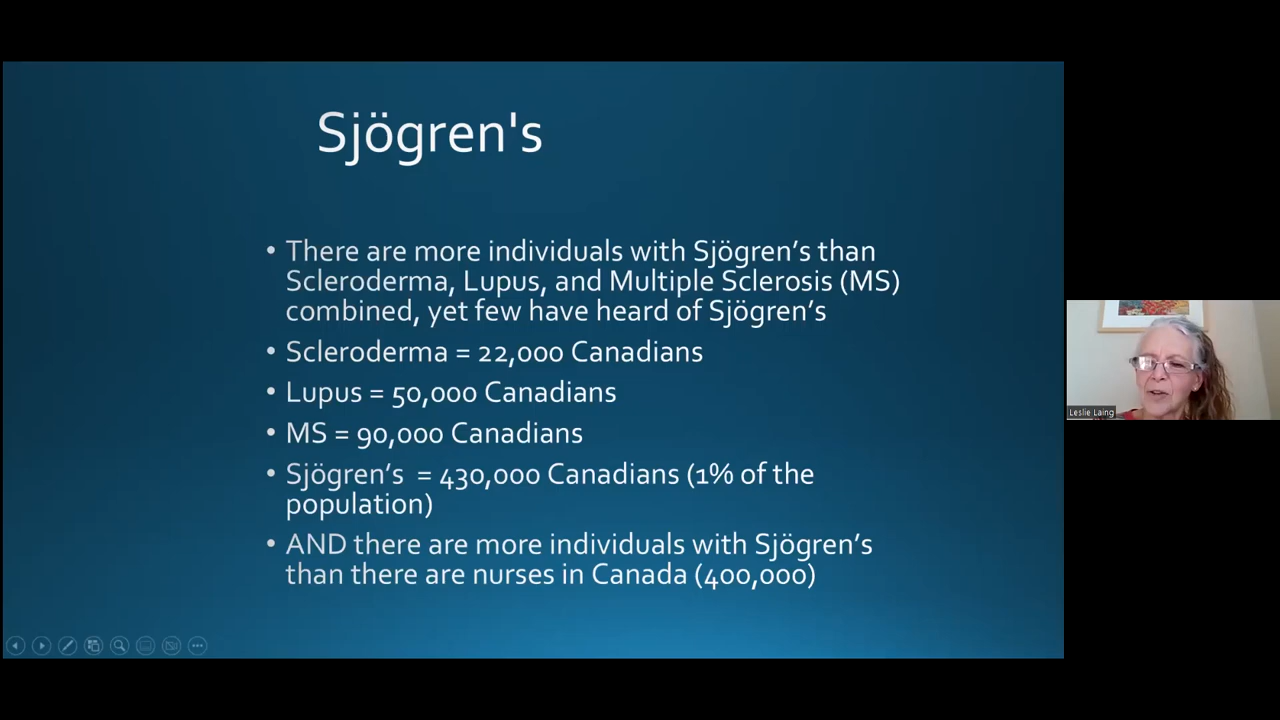 Sjögren's
• There are more individuals with Sjögren’s than
Scleroderma, Lupus, and Multiple Sclerosis (MS)
combined, yet few have heard of Sjögren’s
• Scleroderma = 22,000 Canadians
• Lupus = 50,000 Canadians
• MS = 90,000 Canadians
• Sjögren’s = 430,000 Canadians (1% of the
population)
• AND there are more individuals with Sjögren’s
than there are nurses in Canada (400,000)
Leslie Laing